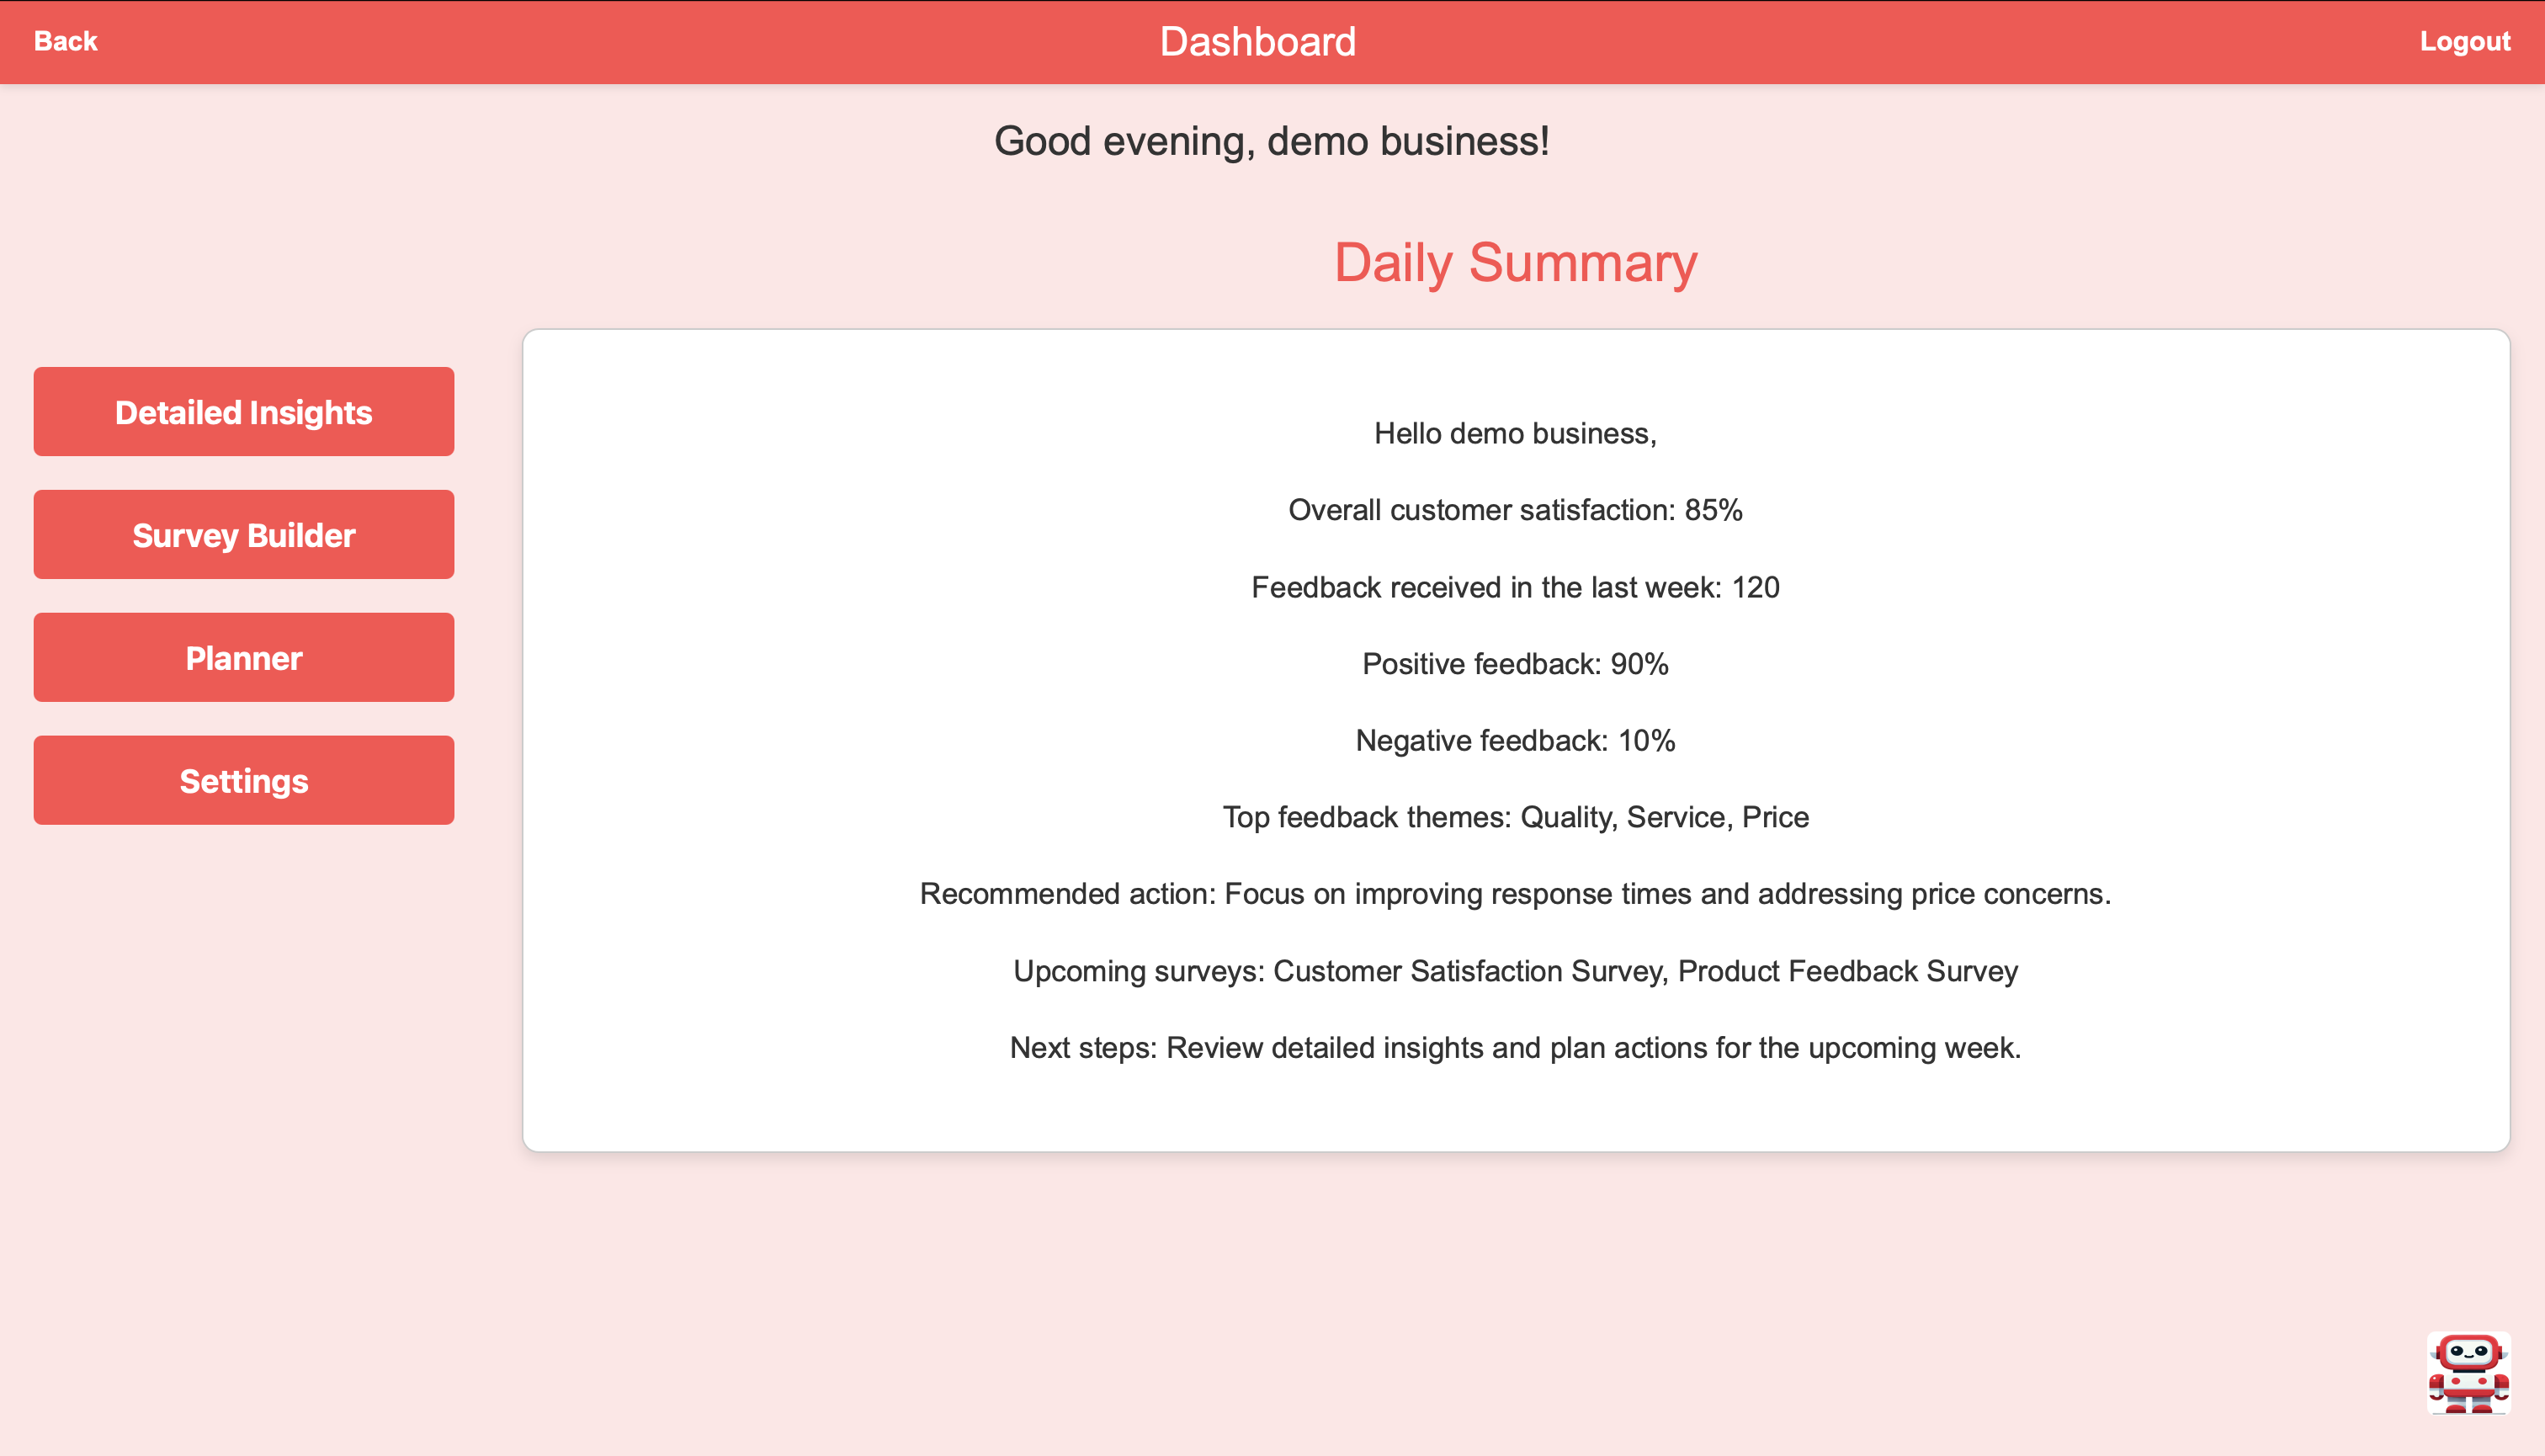 Back
Dashboard
Logout
Good evening, demo business!
Daily Summary
Detailed Insights
Survey Builder
Planner
Settings
Hello demo business,
Overall customer satisfaction: 85%
Feedback received in the last week: 120
Positive feedback: 90%
Negative feedback: 10%
Top feedback themes: Quality, Service, Price
Recommended action: Focus on improving response times and addressing price concerns.
Upcoming surveys: Customer Satisfaction Survey, Product Feedback Survey
Next steps: Review detailed insights and plan actions for the upcoming week.